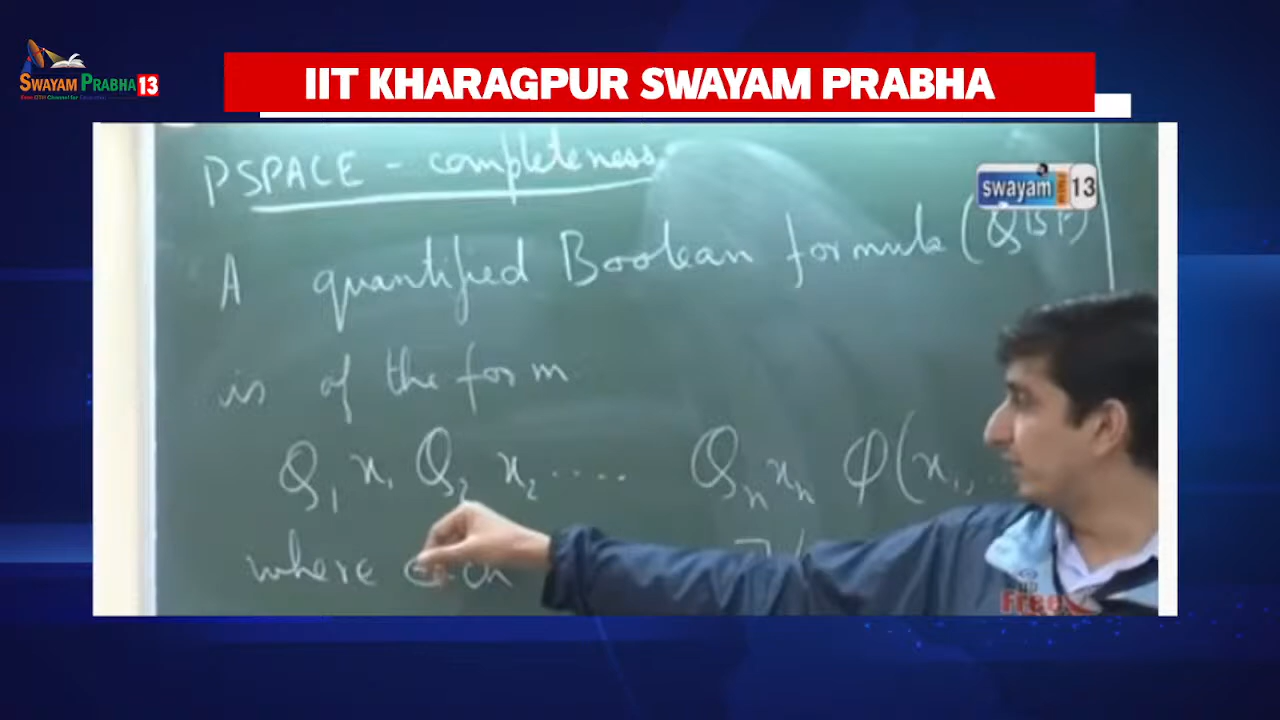 SWAYAM PRABHA 13
IIT KHARAGPUR SWAYAM PRABHA
swayam 13
PSPACE - completeness
A quantified Boolean formula (QBF)
is of the form
Q₁ x₁ Q₂ x₂ ..... Qₙ xₙ φ(x₁, ..
where each
Free